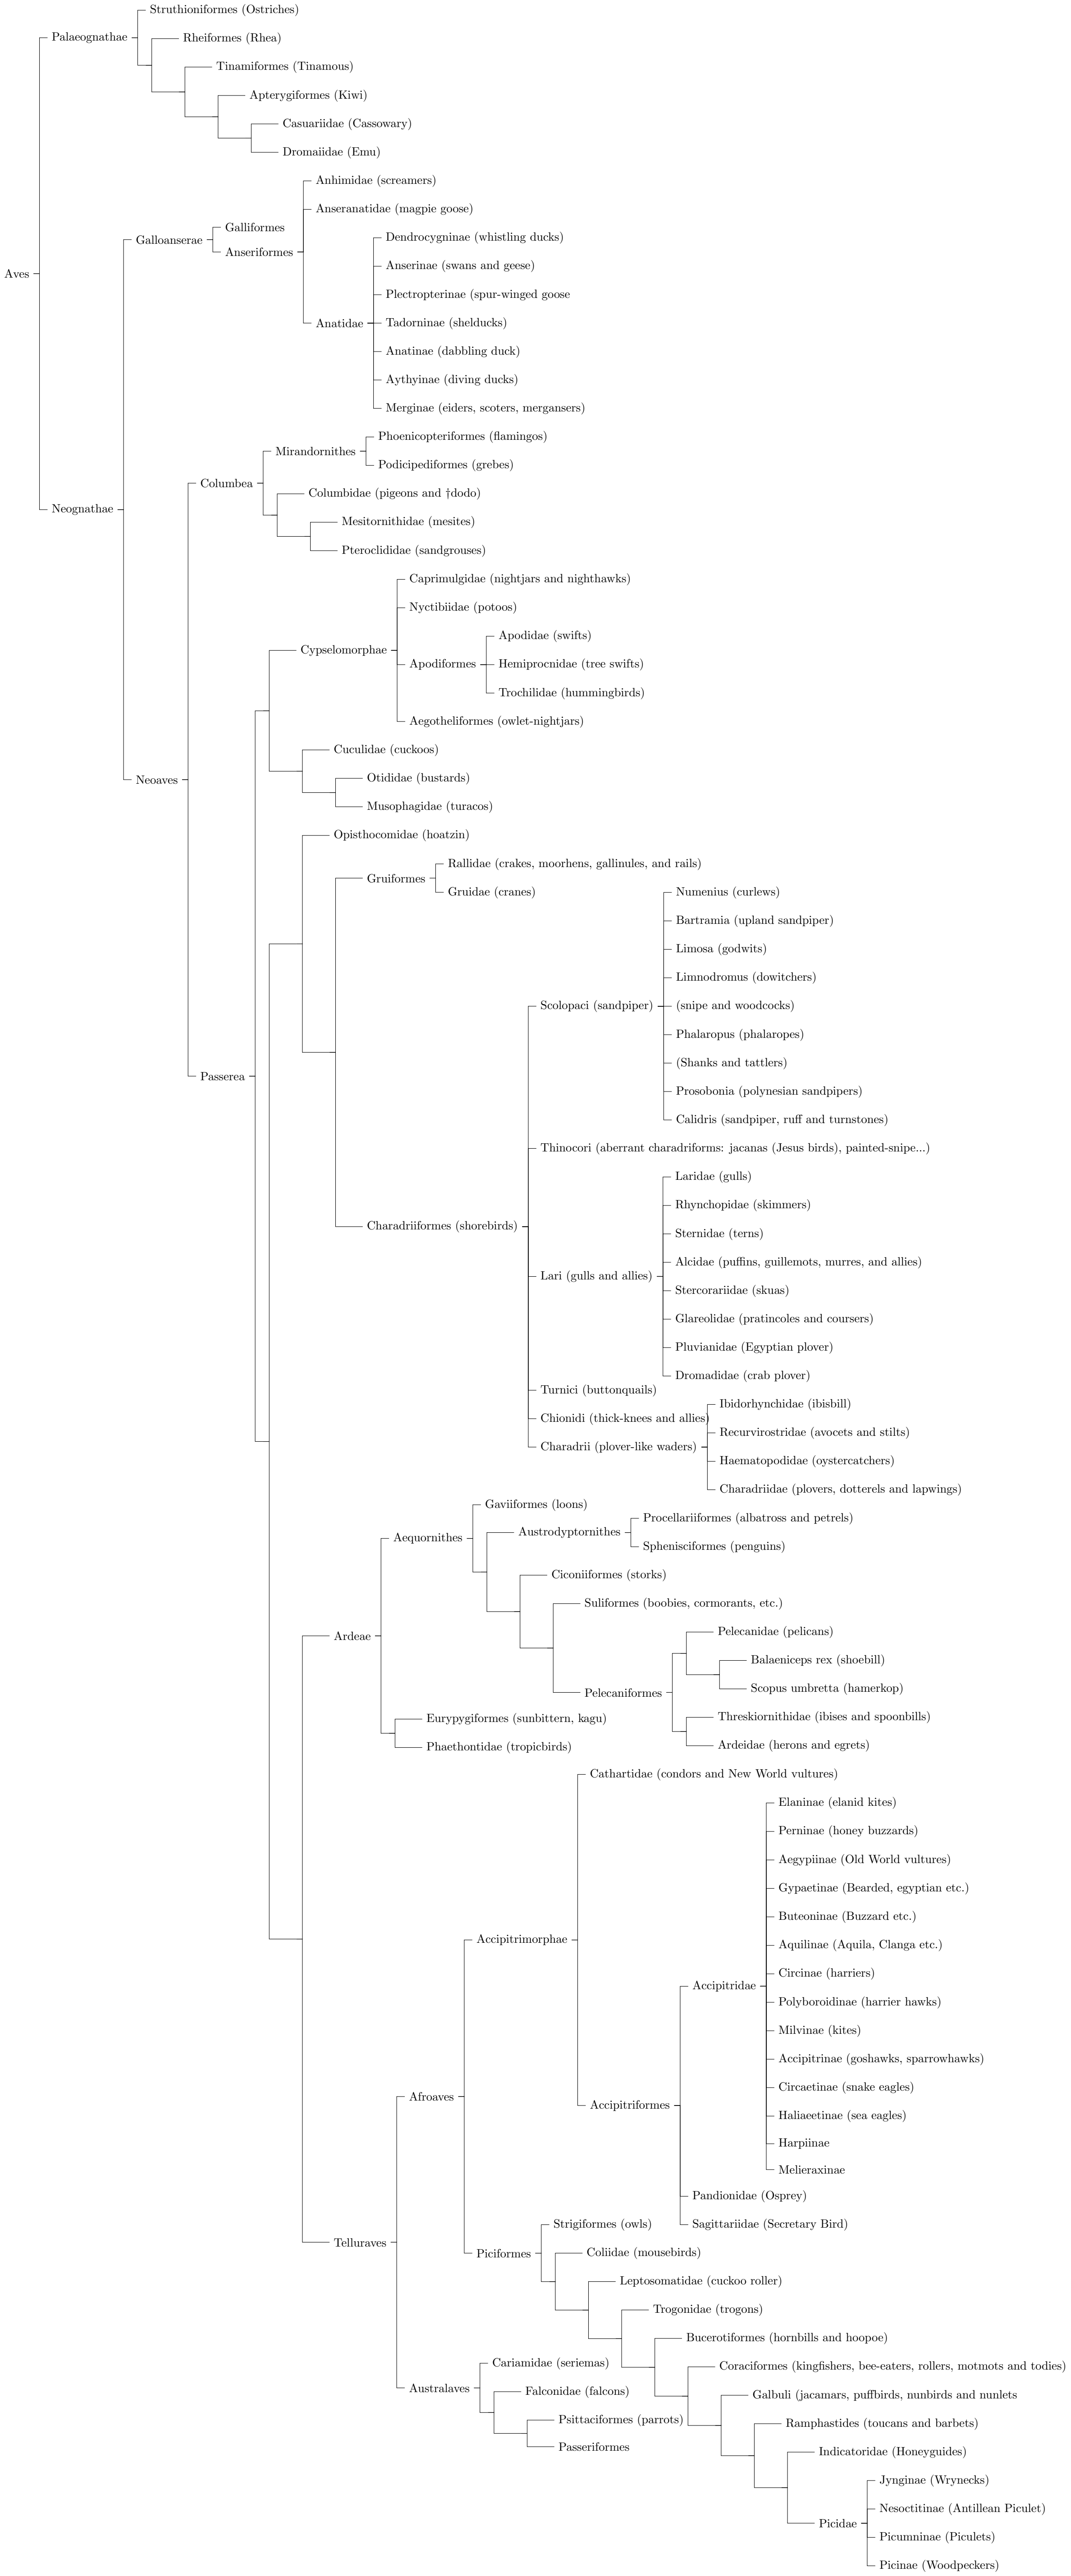 Struthioniformes (Ostriches)
Palaeognathae
Rheiformes (Rhea)
Tinamiformes (Tinamous)
Apterygiformes (Kiwi)
Casuariidae (Cassowary)
Dromaiidae (Emu)
Anhimidae (screamers)
Anseranatidae (magpie goose)
Galliformes
Dendrocygninae (whistling ducks)
Galloanserae
Anseriformes
Anserinae (swans and geese)
Aves
Plectropterinae (spur-winged goose
Anatidae
Tadorninae (shelducks)
Anatinae (dabbling duck)
Aythyinae (diving ducks)
Merginae (eiders, scoters, mergansers)
Phoenicopteriformes (flamingos)
Mirandornithes
Podicipediformes (grebes)
Columbea
Columbidae (pigeons and †dodo)
Neognathae
Mesitornithidae (mesites)
Pteroclididae (sandgrouses)
Caprimulgidae (nightjars and nighthawks)
Nyctibiidae (potoos)
Apodidae (swifts)
Cypselomorphae
Apodiformes
Hemiprocnidae (tree swifts)
Trochilidae (hummingbirds)
Aegotheliformes (owlet-nightjars)
Cuculidae (cuckoos)
Neoaves
Otididae (bustards)
Musophagidae (turacos)
Opisthocomidae (hoatzin)
Rallidae (crakes, moorhens, gallinules, and rails)
Gruiformes
Gruidae (cranes)
Numenius (curlews)
Bartramia (upland sandpiper)
Limosa (godwits)
Limnodromus (dowitchers)
Scolopaci (sandpiper)
(snipe and woodcocks)
Phalaropus (phalaropes)
(Shanks and tattlers)
Passerea
Prosobonia (polynesian sandpipers)
Calidris (sandpiper, ruff and turnstones)
Thinocori (aberrant charadriforms: jacanas (Jesus birds), painted-snipe...)
Laridae (gulls)
Rhynchopidae (skimmers)
Charadriiformes (shorebirds)
Sternidae (terns)
Alcidae (puffins, guillemots, murres, and allies)
Lari (gulls and allies)
Stercorariidae (skuas)
Glareolidae (pratincoles and coursers)
Pluvianidae (Egyptian plover)
Dromadidae (crab plover)
Turnici (buttonquails)
Ibidorhynchidae (ibisbill)
Chionidi (thick-knees and allies)
Recurvirostridae (avocets and stilts)
Charadrii (plover-like waders)
Haematopodidae (oystercatchers)
Charadriidae (plovers, dotterels and lapwings)
Gaviiformes (loons)
Procellariiformes (albatross and petrels)
Aequornithes
Austrodyptornithes
Sphenisciformes (penguins)
Ciconiiformes (storks)
Suliformes (boobies, cormorants, etc.)
Pelecanidae (pelicans)
Ardeae
Balaeniceps rex (shoebill)
Scopus umbretta (hamerkop)
Pelecaniformes
Threskiornithidae (ibises and spoonbills)
Eurypygiformes (sunbittern, kagu)
Ardeidae (herons and egrets)
Phaethontidae (tropicbirds)
Cathartidae (condors and New World vultures)
Elaninae (elanid kites)
Perninae (honey buzzards)
Aegypiinae (Old World vultures)
Gypaetinae (Bearded, egyptian etc.)
Buteoninae (Buzzard etc.)
Accipitrimorphae
Aquilinae (Aquila, Clanga etc.)
Circinae (harriers)
Accipitridae
Polyboroidinae (harrier hawks)
Milvinae (kites)
Accipitrinae (goshawks, sparrowhawks)
Circaetinae (snake eagles)
Afroaves
Accipitriformes
Haliaeetinae (sea eagles)
Harpiinae
Melieraxinae
Pandionidae (Osprey)
Strigiformes (owls)
Sagittariidae (Secretary Bird)
Telluraves
Piciformes
Coliidae (mousebirds)
Leptosomatidae (cuckoo roller)
Trogonidae (trogons)
Bucerotiformes (hornbills and hoopoe)
Cariamidae (seriemas)
Coraciformes (kingfishers, bee-eaters, rollers, motmots and todies)
Australaves
Falconidae (falcons)
Galbuli (jacamars, puffbirds, nunbirds and nunlets
Psittaciformes (parrots)
Ramphastides (toucans and barbets)
Passeriformes
Indicatoridae (Honeyguides)
Jynginae (Wrynecks)
Nesoctitinae (Antillean Piculet)
Picidae
Picumninae (Piculets)
Picinae (Woodpeckers)